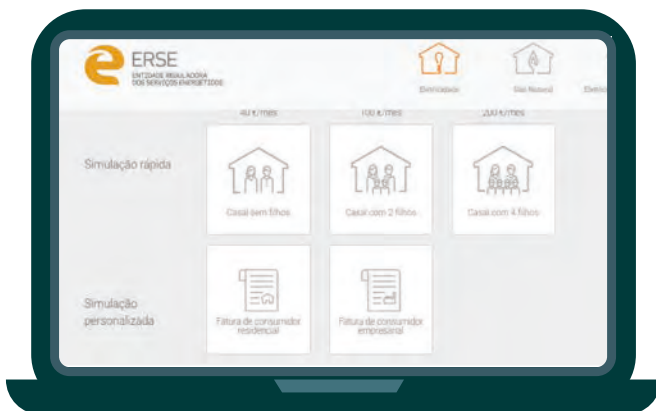 ERSE
ENTIDADE REGULADORA
DOS SERVIÇOS ENERGÉTICOS
Eletricidade
Gás Natural
40 €/mês
100 €/mês
200 €/mês
Simulação rápida
Casal sem filhos
Casal com 2 filhos
Casal com 4 filhos
Simulação
personalizada
Fatura de consumidor
residencial
Fatura de consumidor
empresarial